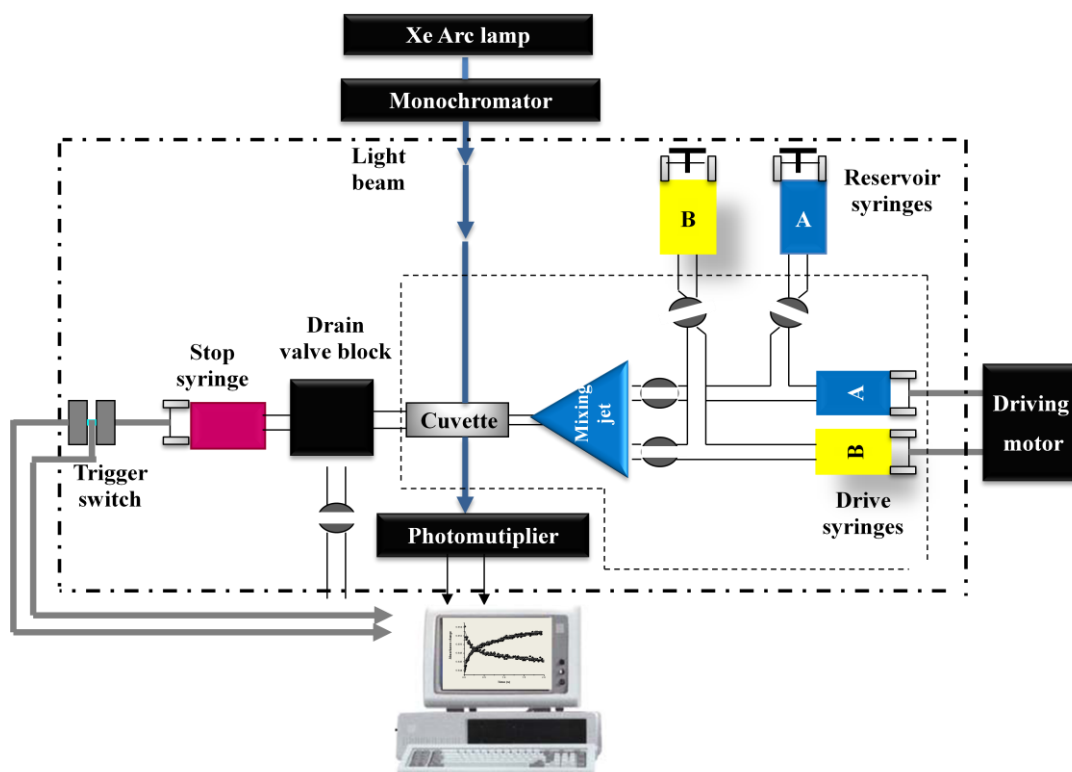 Xe Arc lamp
Monochromator
Light
beam
Reservoir
syringes
B
A
Drain
valve block
Stop
syringe
Mixing
jet
Cuvette
A
B
Driving
motor
Trigger
switch
Drive
syringes
Photomutiplier